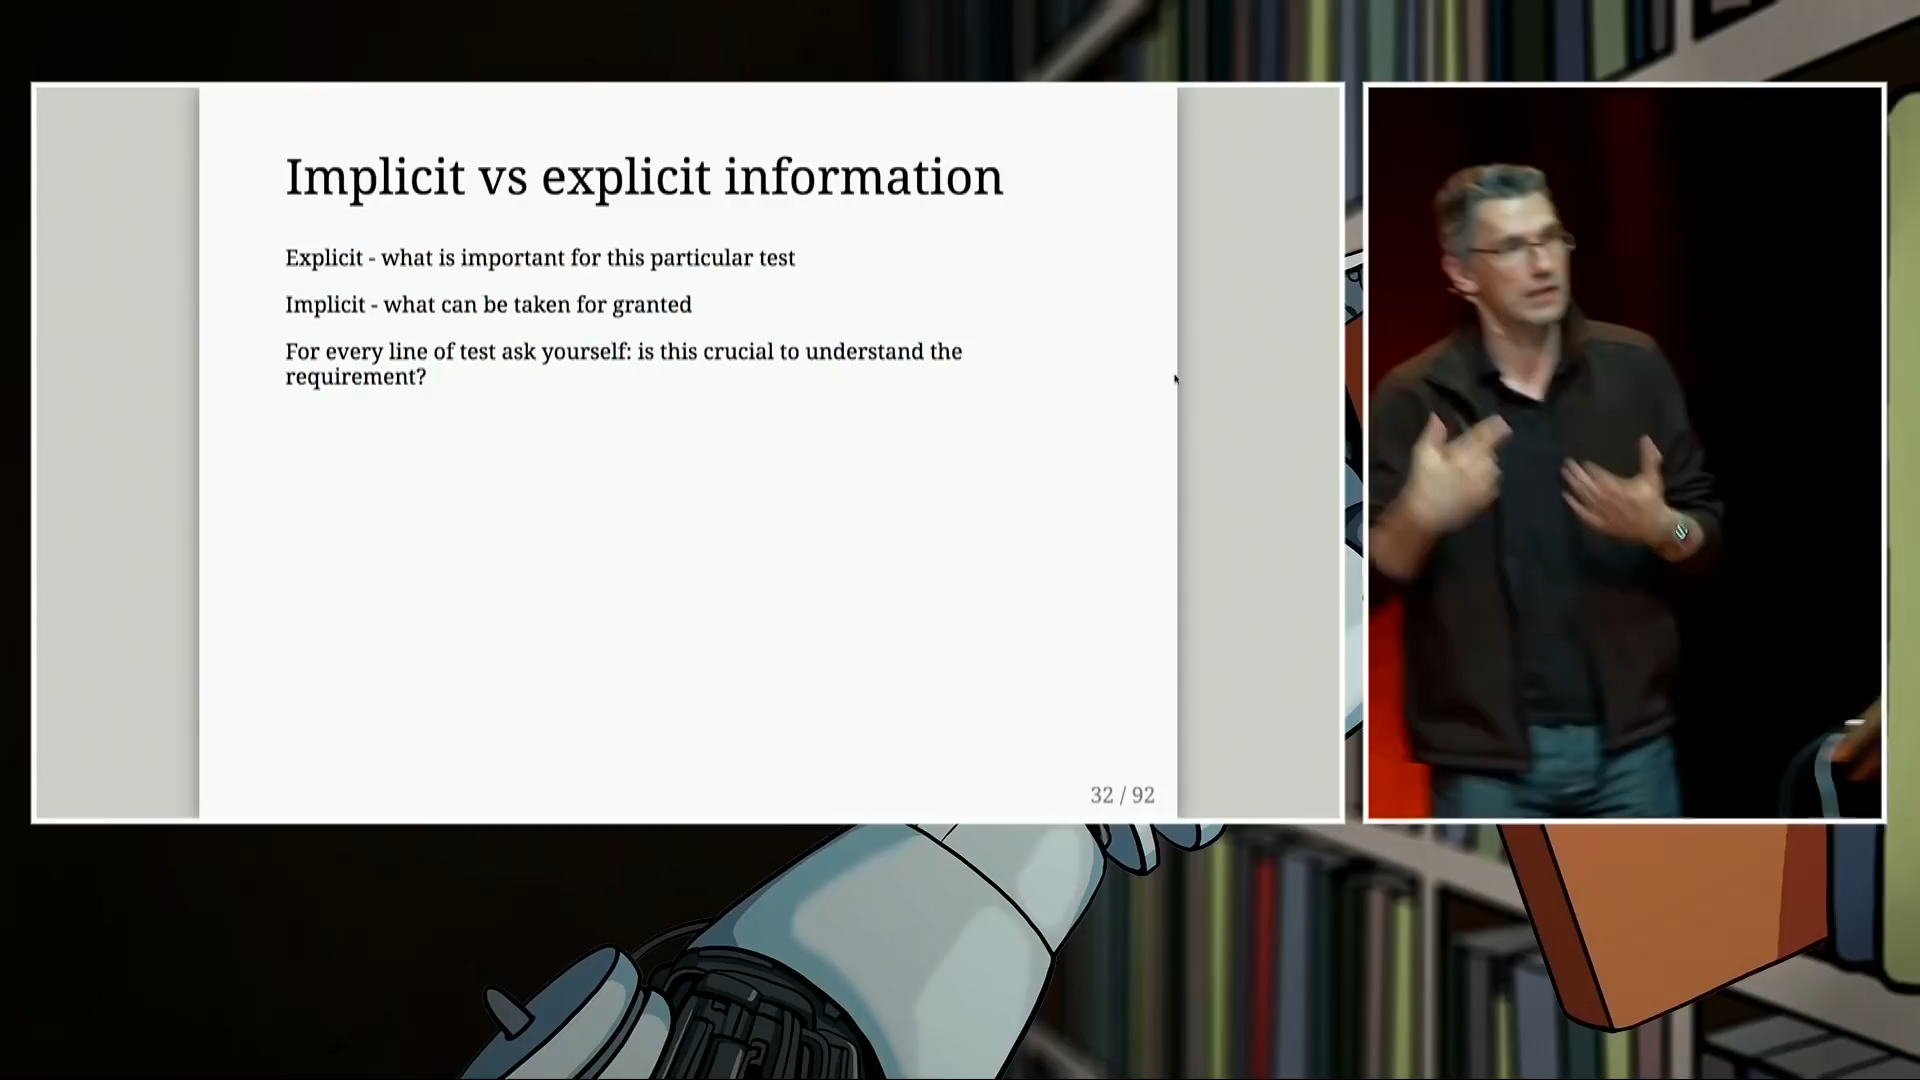 Implicit vs explicit information
Explicit - what is important for this particular test
Implicit - what can be taken for granted
For every line of test ask yourself: is this crucial to understand the
requirement?
32 / 92